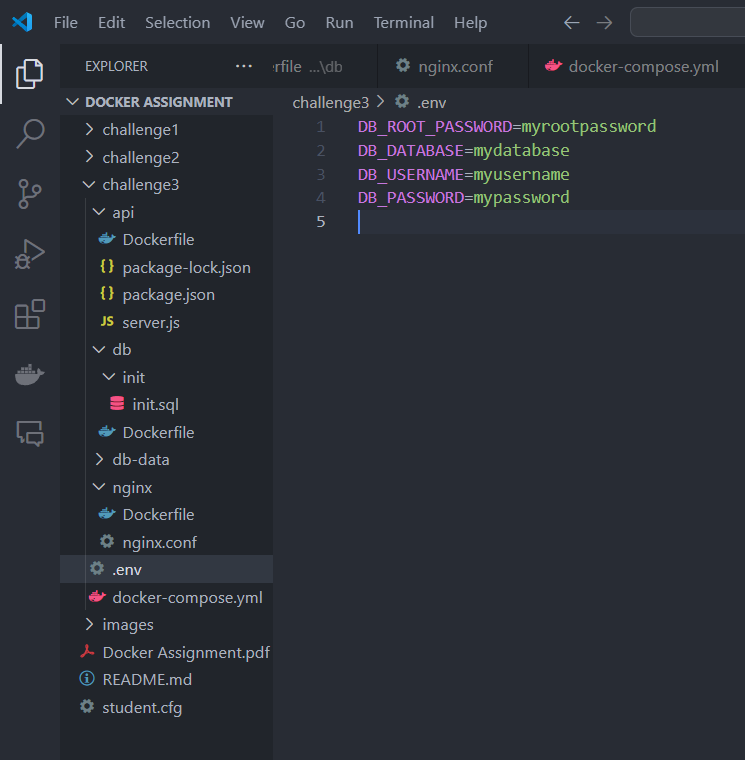 File Edit Selection View Go Run Terminal Help
EXPLORER
erfile ...\db
nginx.conf
docker-compose.yml
DOCKER ASSIGNMENT
challenge1
challenge2
challenge3
api
Dockerfile
{} package-lock.json
{} package.json
JS server.js
db
init
init.sql
Dockerfile
db-data
nginx
Dockerfile
nginx.conf
.env
docker-compose.yml
images
Docker Assignment.pdf
README.md
student.cfg
challenge3 > .env
1 DB_ROOT_PASSWORD=myrootpassword
2 DB_DATABASE=mydatabase
3 DB_USERNAME=myusername
4 DB_PASSWORD=mypassword
5